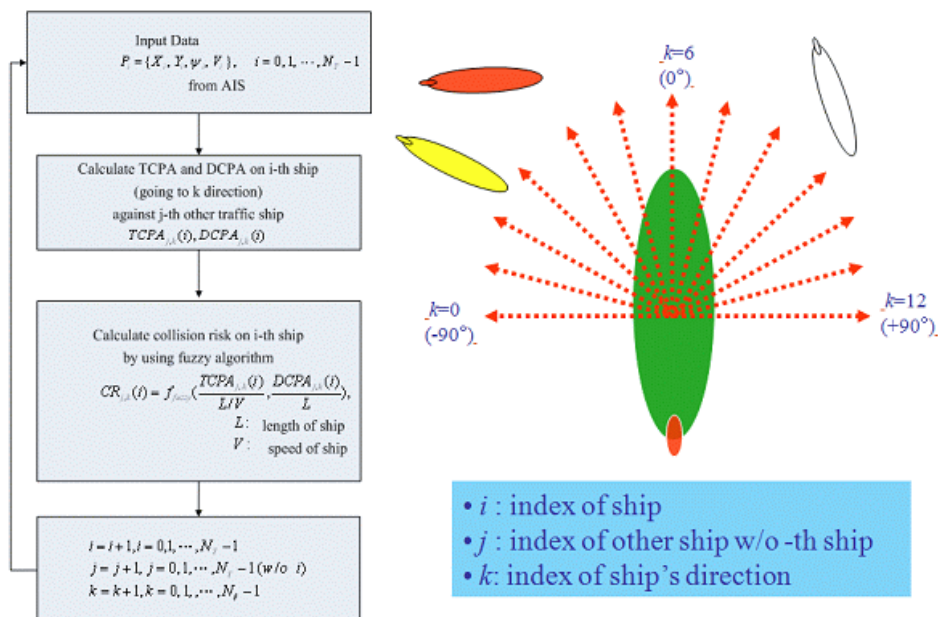 Input Data
P_i = {X_i, Y_i, ψ_i, V_i},   i = 0,1,⋯,N_T −1
from AIS
Calculate TCPA and DCPA on i-th ship
(going to k direction)
against j-th other traffic ship
TCPA_{j,k}(i), DCPA_{j,k}(i)
Calculate collision risk on i-th ship
by using fuzzy algorithm
CR_{j,k}(i) = f_{fuzzy}(TCPA_{j,k}(i) / L/V, DCPA_{j,k}(i) / L),
L :   length of ship
V :   speed of ship
i = i+1, i = 0,1,⋯,N_T −1
j = j+1, j = 0,1,⋯,N_T −1(w/o i)
k = k+1, k = 0,1,,⋯,N_θ −1
k=6
(0°)
k=0
(-90°)
k=12
(+90°)
• i : index of ship
• j : index of other ship w/o -th ship
• k: index of ship's direction